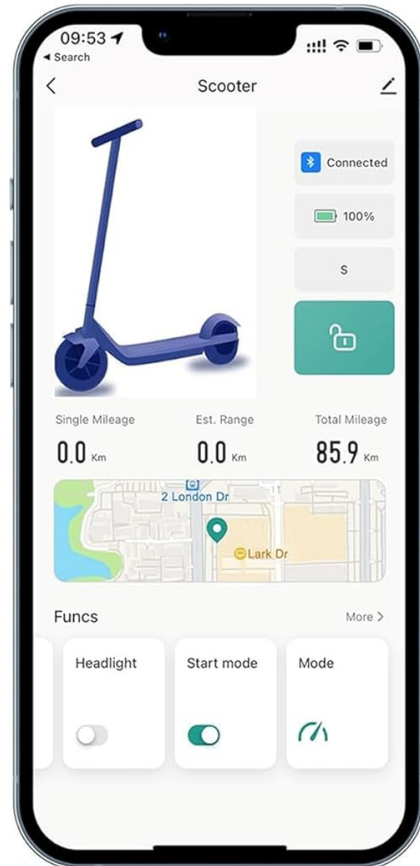 09:53
Search
Scooter
Connected
100%
S
Single Mileage
Est. Range
Total Mileage
0.0 Km
0.0 Km
85.9 Km
2 London Dr
Lark Dr
Funcs
More >
Headlight
Start mode
Mode